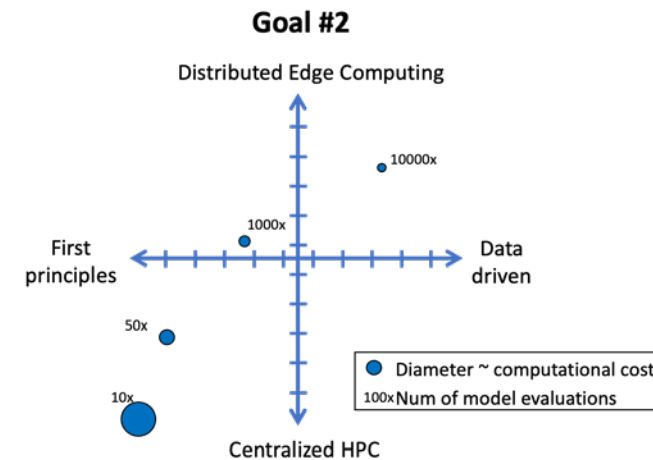 Goal #2
Distributed Edge Computing
10000x
1000x
First
principles
Data
driven
50x
10x
Diameter ~ computational cost
100x Num of model evaluations
Centralized HPC